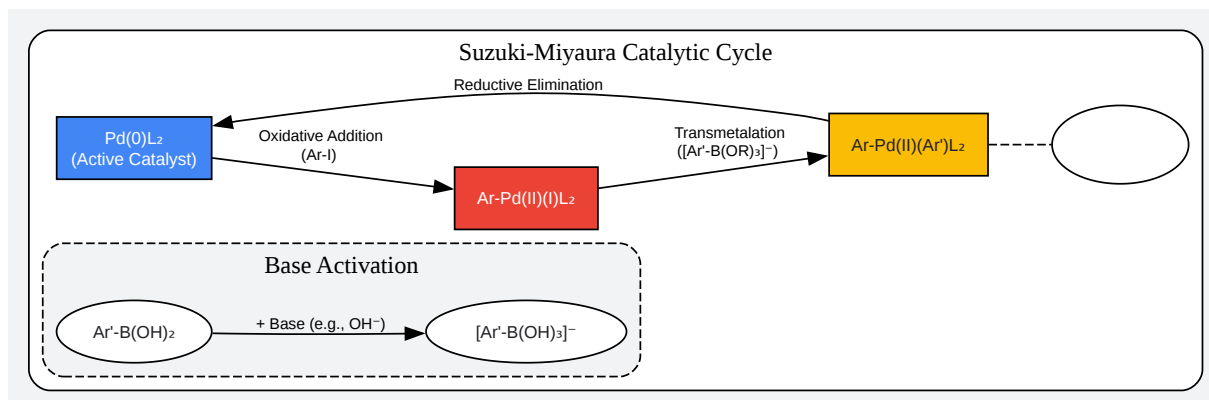 Suzuki-Miyaura Catalytic Cycle
Reductive Elimination
Pd(0)L₂
(Active Catalyst)
Oxidative Addition
(Ar-I)
Ar-Pd(II)(I)L₂
Transmetalation
([Ar'-B(OR)₃]⁻)
Ar-Pd(II)(Ar')L₂
Base Activation
Ar'-B(OH)₂
+ Base (e.g., OH⁻)
[Ar'-B(OH)₃]⁻